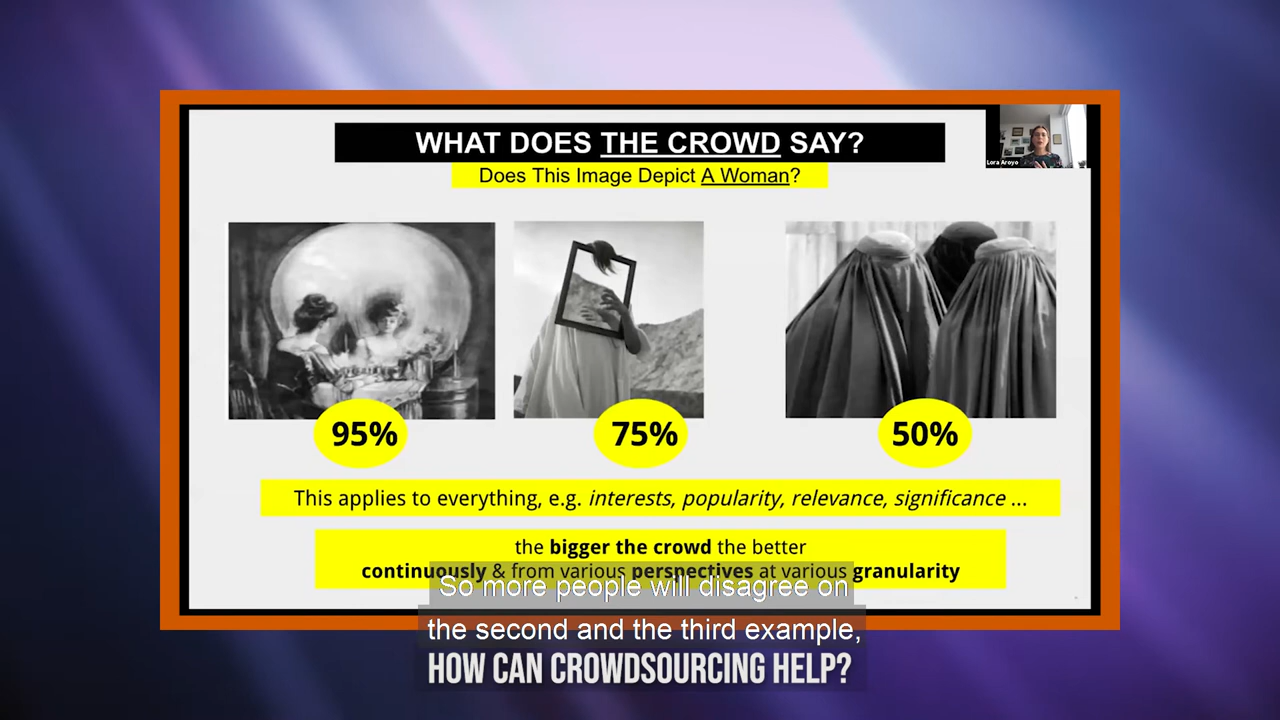 WHAT DOES THE CROWD SAY?
Does This Image Depict A Woman?
Lora Aroyo
95%
75%
50%
This applies to everything, e.g. interests, popularity, relevance, significance ...
the bigger the crowd the better
continuously & from various perspectives at various granularity
So more people will disagree on
the second and the third example,
HOW CAN CROWDSOURCING HELP?